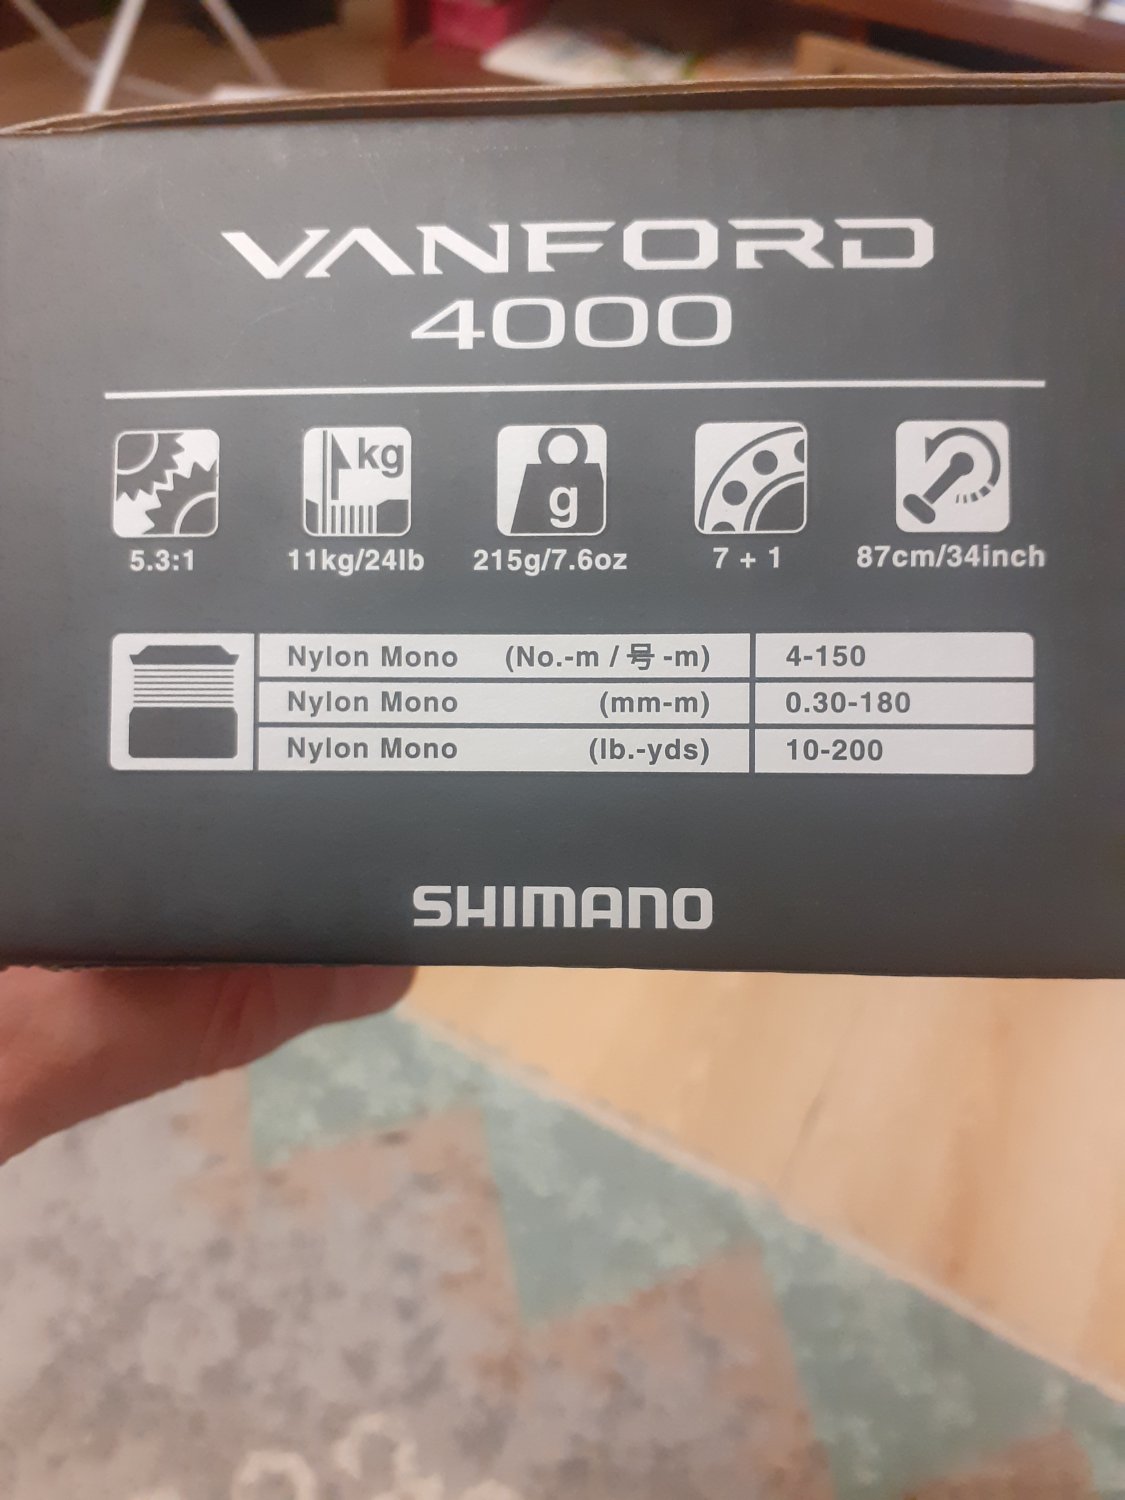 VANFORD
4000
kg
g
5.3:1 11kg/24lb 215g/7.6oz 7 + 1 87cm/34inch
Nylon Mono (No.-m / 号 -m) 4-150
Nylon Mono (mm-m) 0.30-180
Nylon Mono (lb.-yds) 10-200
SHIMANO